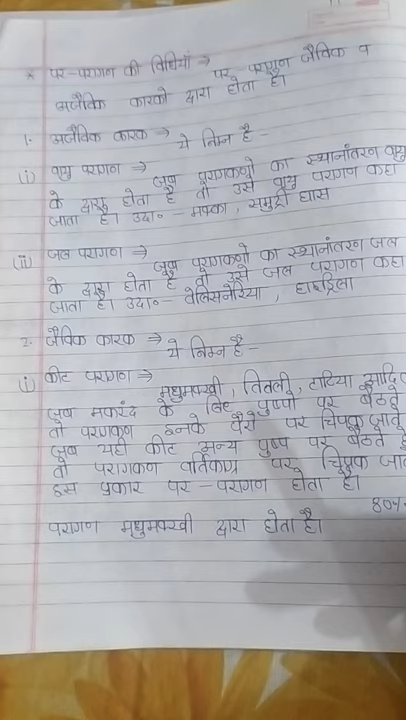 * पर-परागण की विधियाँ ⇒
पर-परागण जैविक व
अजैविक कारको द्वारा होता है।
1. अजैविक कारक ⇒ ये निम्न है -
(i) वायु परागण ⇒
जब परागकणो का स्थानांतरण वायु
के द्वारा होता है तो उसे वायु परागण कहा
जाता है। उदा०- मक्का, समुद्री घास
(ii) जल परागण ⇒
जब परागकणो का स्थानांतरण जल
के द्वारा होता है तो उसे जल परागण कहा
जाता है। उदा०- वेलिसनेरिया, हाइड्रिला
2. जैविक कारक ⇒ ये निम्न है -
(i) कीट परागण ⇒
मधुमक्खी, तितली, टाटिया आदि
जब मकरंद के लिए पुष्पो पर बैठते
तो परागकण इनके पैरो पर चिपक जाते
जब यही कीट अन्य पुष्प पर बैठते है
तो परागकण वर्तिकाग्र पर चिपक जात
इस प्रकार पर-परागण होता है।
80%
परागण मधुमक्खी द्वारा होता है।